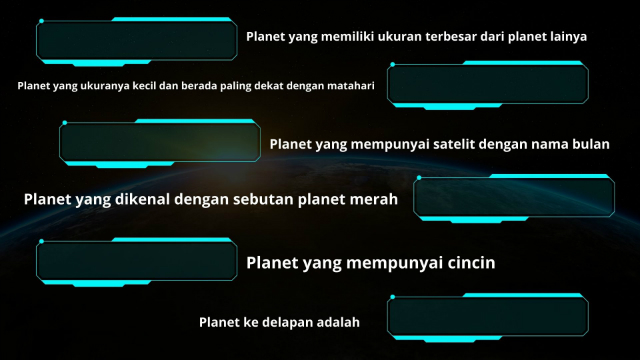 Planet yang memiliki ukuran terbesar dari planet lainya
Planet yang ukuranya kecil dan berada paling dekat dengan matahari
Planet yang mempunyai satelit dengan nama bulan
Planet yang dikenal dengan sebutan planet merah
Planet yang mempunyai cincin
Planet ke delapan adalah